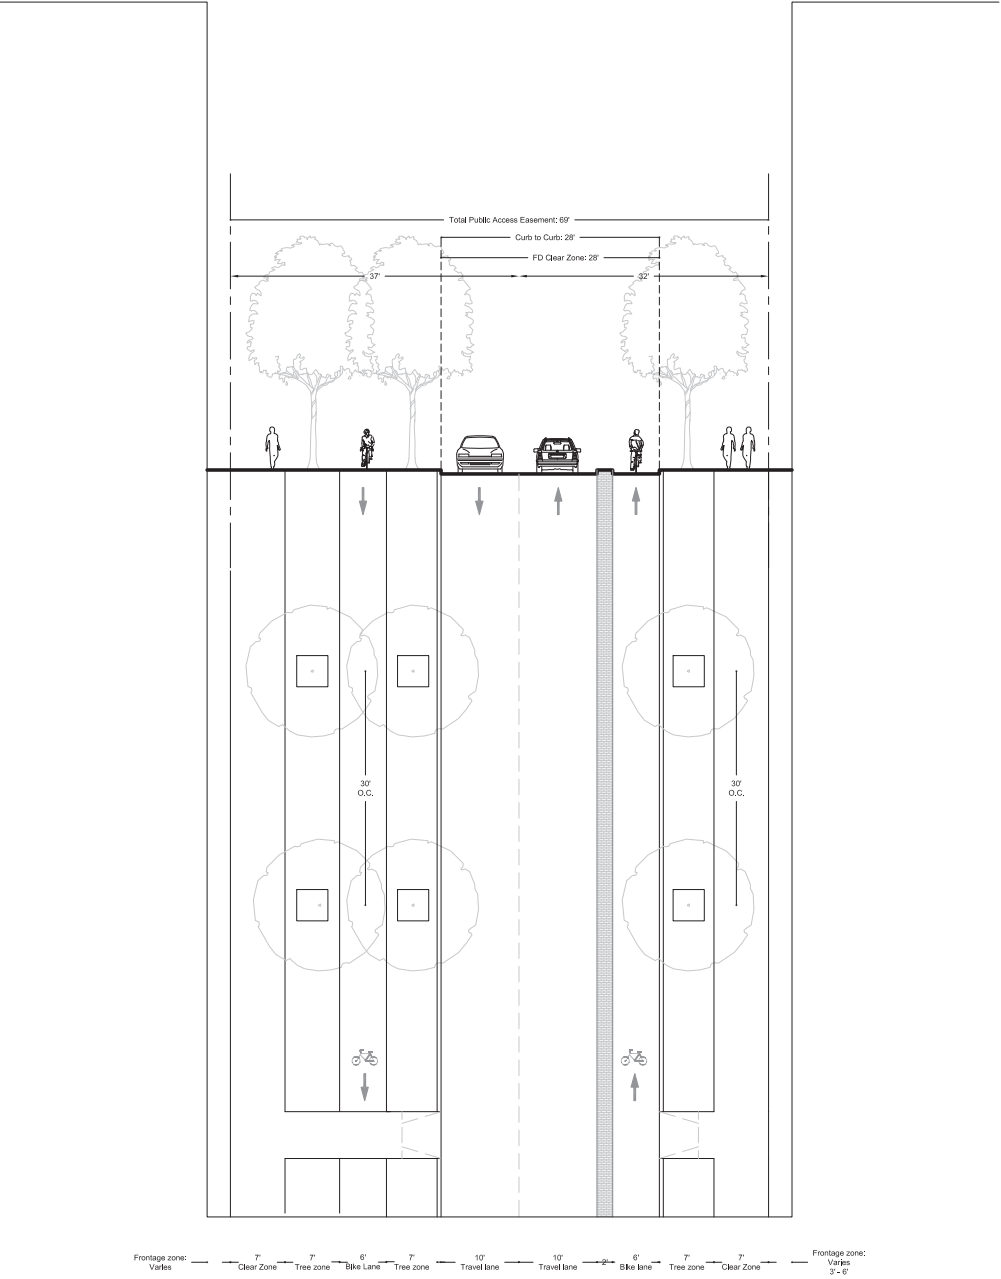 Total Public Access Easement: 69'
Curb to Curb: 28'
FD Clear Zone: 28'
37'
32'
30'
O.C.
30'
O.C.
Frontage zone:
Varies
7'
Clear Zone
7'
Tree zone
6'
Bike Lane
7'
Tree zone
10'
Travel lane
10'
Travel lane
2'
6'
Bike lane
7'
Tree zone
7'
Clear Zone
Frontage zone:
Varies
3' - 6'